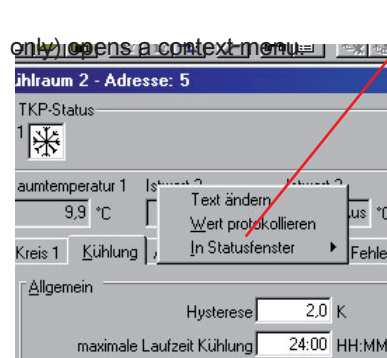 only) opens a context menu.
ühlraum 2 - Adresse: 5
TKP-Status
1
aumtemperatur 1 Istwert 2 Istwert 3
9,9 °C us °C
Text ändern
Wert protokollieren
In Statusfenster
Kreis 1 Kühlung Fehle
Allgemein
Hysterese 2,0 K
maximale Laufzeit Kühlung 24:00 HH:MM